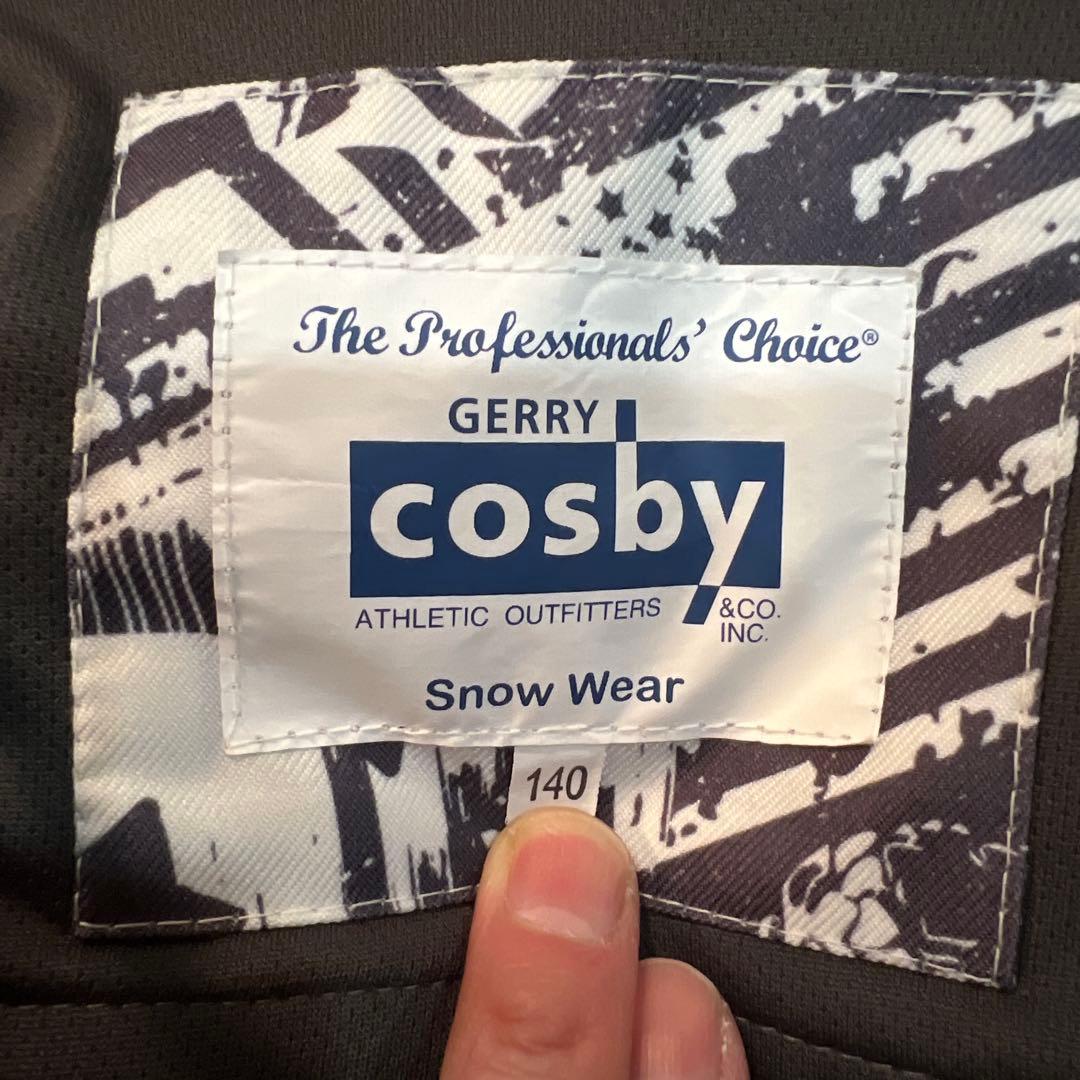 The Professionals' Choice®
GERRY
cosby
ATHLETIC OUTFITTERS &CO.
INC.
Snow Wear
140